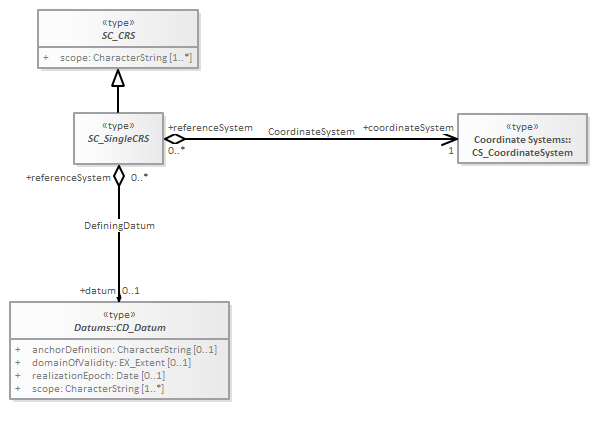 «type»
SC_CRS
+ scope: CharacterString [1..*]
«type»
SC_SingleCRS
+referenceSystem CoordinateSystem +coordinateSystem
0..* 1
«type»
Coordinate Systems::
CS_CoordinateSystem
+referenceSystem 0..*
DefiningDatum
+datum 0..1
«type»
Datums::CD_Datum
+ anchorDefinition: CharacterString [0..1]
+ domainOfValidity: EX_Extent [0..1]
+ realizationEpoch: Date [0..1]
+ scope: CharacterString [1..*]